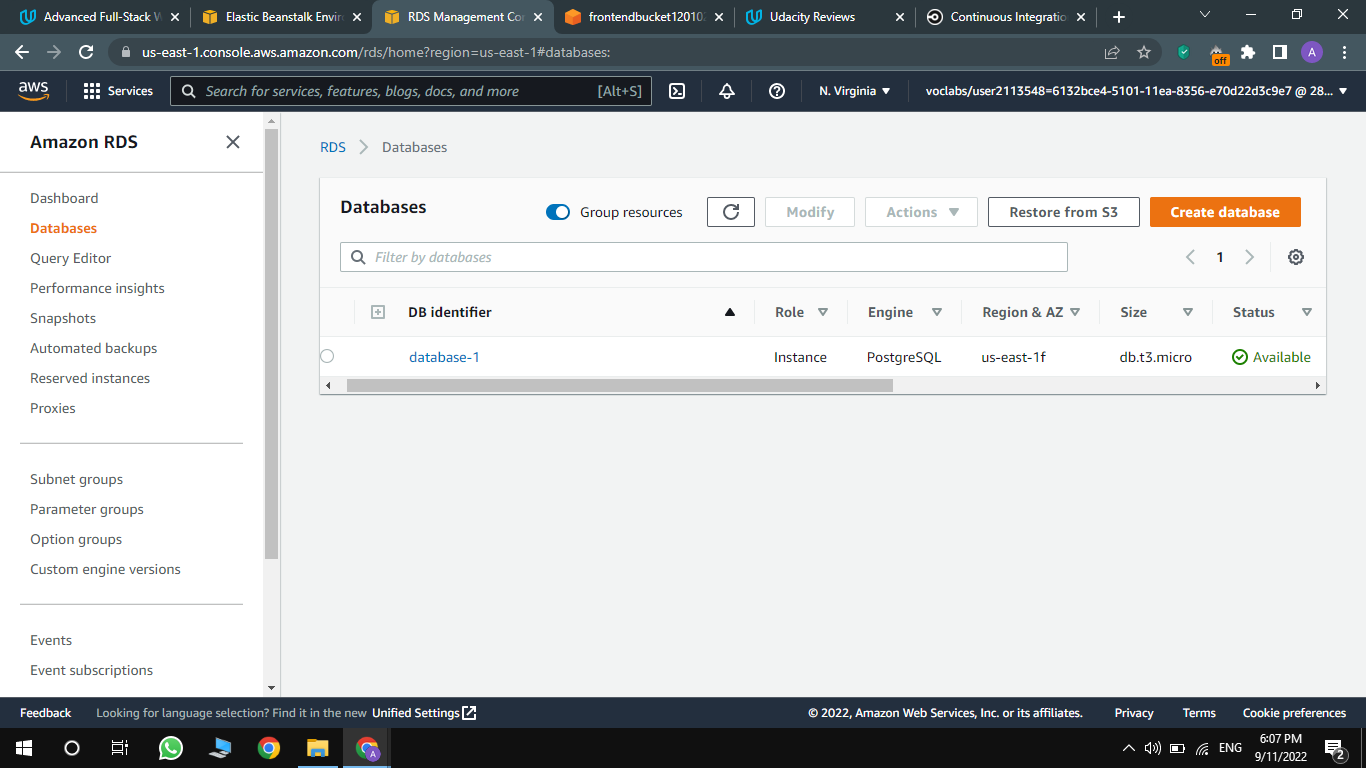 Advanced Full-Stack W
Elastic Beanstalk Enviro
RDS Management Con
frontendbucket120102
Udacity Reviews
Continuous Integratio
us-east-1.console.aws.amazon.com/rds/home?region=us-east-1#databases:
off
A
aws
Services
Search for services, features, blogs, docs, and more
[Alt+S]
N. Virginia
voclabs/user2113548=6132bce4-5101-11ea-8356-e70d22d3c9e7 @ 28...
Amazon RDS
Dashboard
Databases
Query Editor
Performance insights
Snapshots
Automated backups
Reserved instances
Proxies
Subnet groups
Parameter groups
Option groups
Custom engine versions
Events
Event subscriptions
RDS > Databases
Databases
Group resources
Modify
Actions
Restore from S3
Create database
Filter by databases
1
DB identifier
Role
Engine
Region & AZ
Size
Status
database-1
Instance
PostgreSQL
us-east-1f
db.t3.micro
Available
Feedback
Looking for language selection? Find it in the new Unified Settings
© 2022, Amazon Web Services, Inc. or its affiliates.
Privacy
Terms
Cookie preferences
A
ENG
6:07 PM
9/11/2022
2